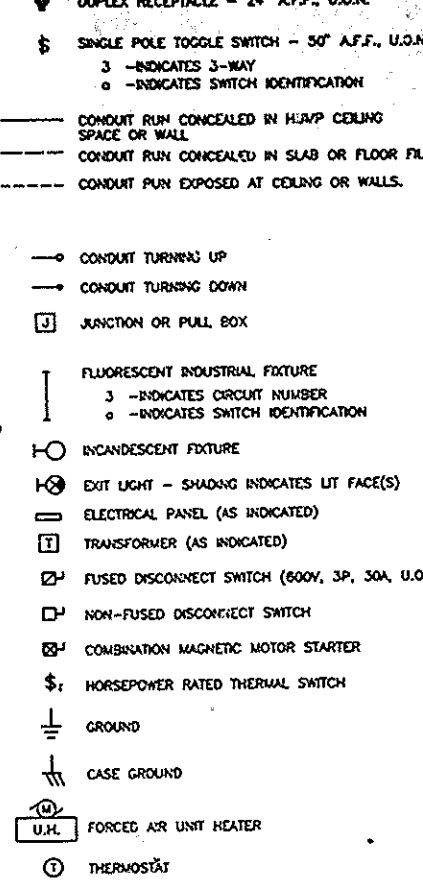 DUPLEX RECEPTACLE - 24" A.F.F., U.O.N.
$ SINGLE POLE TOGGLE SWITCH - 50" A.F.F., U.O.N
3 -INDICATES 3-WAY
a -INDICATES SWITCH IDENTIFICATION
CONDUIT RUN CONCEALED IN CEILING
SPACE OR WALL
CONDUIT RUN CONCEALED IN SLAB OR FLOOR FIL
CONDUIT RUN EXPOSED AT CEILING OR WALLS.
CONDUIT TURNING UP
CONDUIT TURNING DOWN
J JUNCTION OR PULL BOX
FLUORESCENT INDUSTRIAL FIXTURE
3 -INDICATES CIRCUIT NUMBER
a -INDICATES SWITCH IDENTIFICATION
INCANDESCENT FIXTURE
EXIT LIGHT - SHADING INDICATES LIT FACE(S)
ELECTRICAL PANEL (AS INDICATED)
T TRANSFORMER (AS INDICATED)
FUSED DISCONNECT SWITCH (600V, 3P, 30A, U.O
NON-FUSED DISCONNECT SWITCH
COMBINATION MAGNETIC MOTOR STARTER
$T HORSEPOWER RATED THERMAL SWITCH
GROUND
CASE GROUND
M
U.H. FORCED AIR UNIT HEATER
T THERMOSTAT